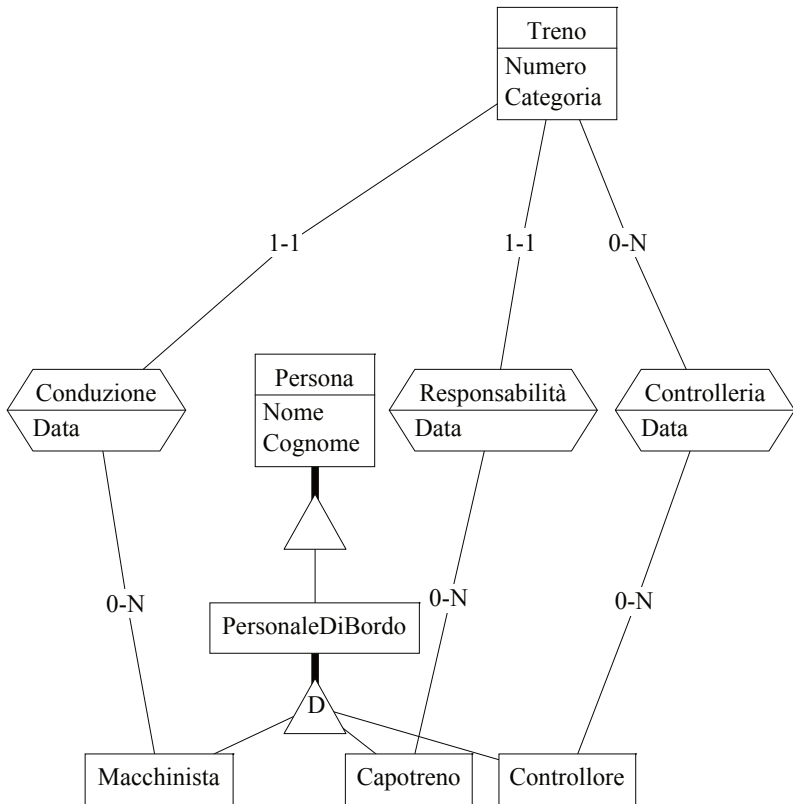 Treno
Numero
Categoria
1-1
1-1
0-N
Conduzione
Data
Persona
Nome
Cognome
Responsabilità
Data
Controlleria
Data
0-N
0-N
0-N
PersonaleDiBordo
D
Macchinista
Capotreno
Controllore